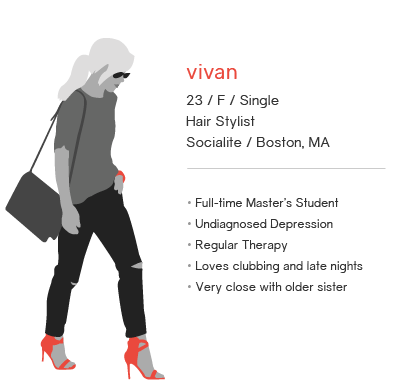 vivan
23 / F / Single
Hair Stylist
Socialite / Boston, MA
• Full-time Master's Student
• Undiagnosed Depression
• Regular Therapy
• Loves clubbing and late nights
• Very close with older sister